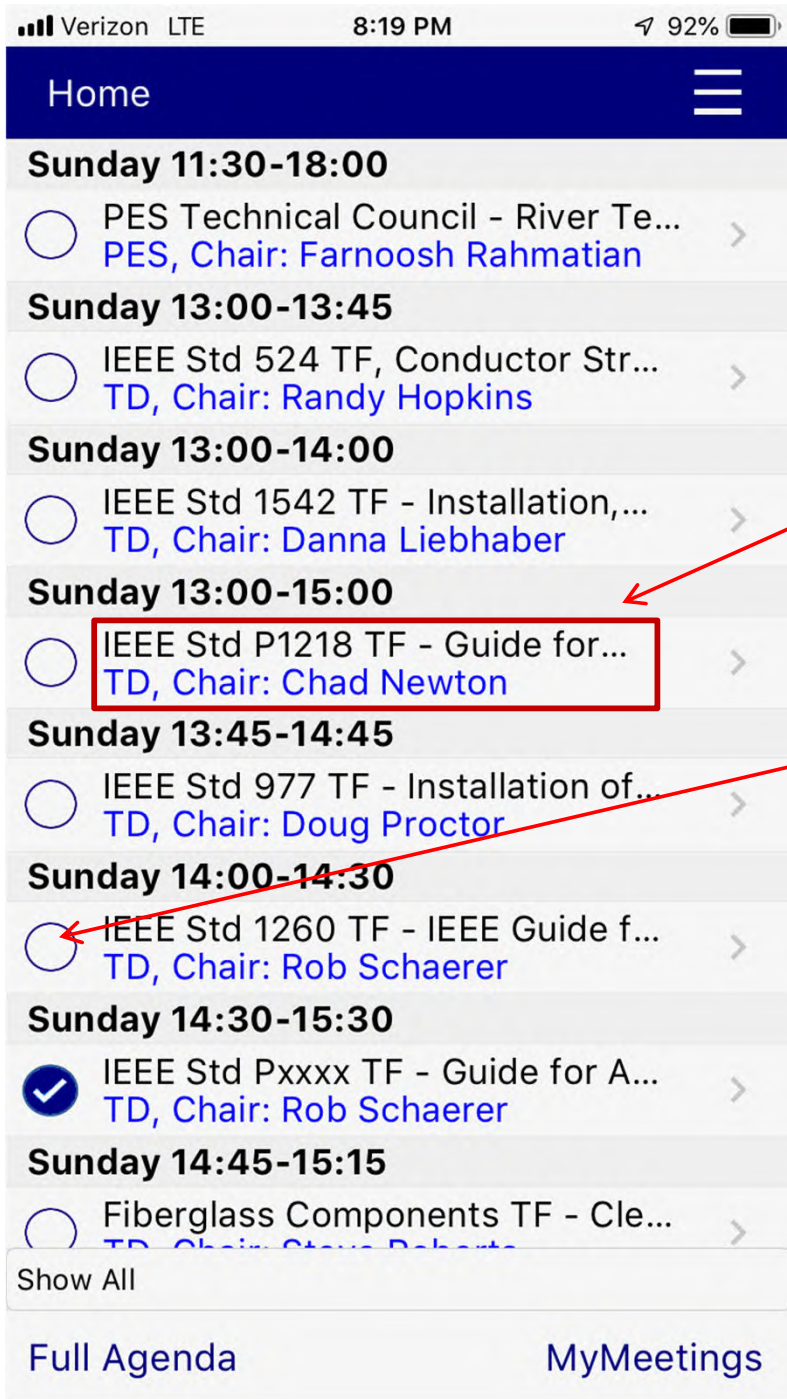 Verizon LTE 8:19 PM 92%
Home
Sunday 11:30-18:00
PES Technical Council - River Te...
PES, Chair: Farnoosh Rahmatian
Sunday 13:00-13:45
IEEE Std 524 TF, Conductor Str...
TD, Chair: Randy Hopkins
Sunday 13:00-14:00
IEEE Std 1542 TF - Installation,...
TD, Chair: Danna Liebhaber
Sunday 13:00-15:00
IEEE Std P1218 TF - Guide for...
TD, Chair: Chad Newton
Sunday 13:45-14:45
IEEE Std 977 TF - Installation of...
TD, Chair: Doug Proctor
Sunday 14:00-14:30
IEEE Std 1260 TF - IEEE Guide f...
TD, Chair: Rob Schaerer
Sunday 14:30-15:30
IEEE Std Pxxxx TF - Guide for A...
TD, Chair: Rob Schaerer
Sunday 14:45-15:15
Fiberglass Components TF - Cle...
TD, Chair: Steve Roberts
Show All
Full Agenda MyMeetings